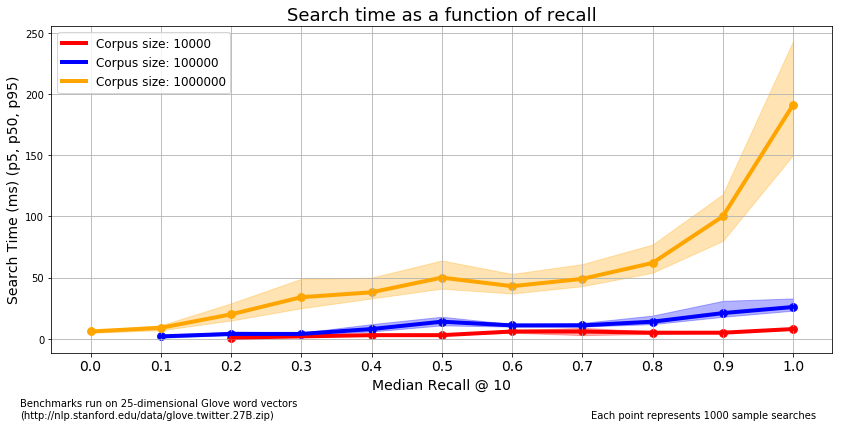 Search time as a function of recall
Corpus size: 10000
Corpus size: 100000
Corpus size: 1000000
Search Time (ms) (p5, p50, p95)
250
200
150
100
50
0
0.0 0.1 0.2 0.3 0.4 0.5 0.6 0.7 0.8 0.9 1.0
Median Recall @ 10
Benchmarks run on 25-dimensional Glove word vectors
(http://nlp.stanford.edu/data/glove.twitter.27B.zip)
Each point represents 1000 sample searches